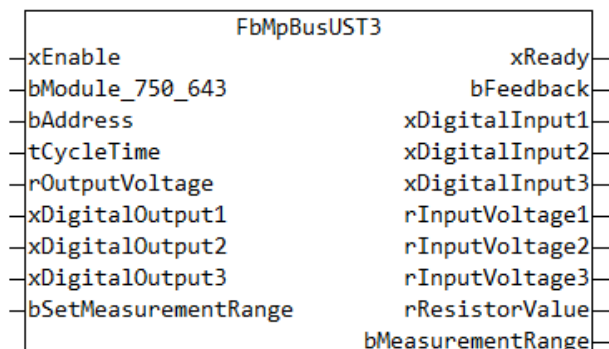 FbMpBusUST3
xEnable xReady
bModule_750_643 bFeedback
bAddress xDigitalInput1
tCycleTime xDigitalInput2
rOutputVoltage xDigitalInput3
xDigitalOutput1 rInputVoltage1
xDigitalOutput2 rInputVoltage2
xDigitalOutput3 rInputVoltage3
bSetMeasurementRange rResistorValue
bMeasurementRange